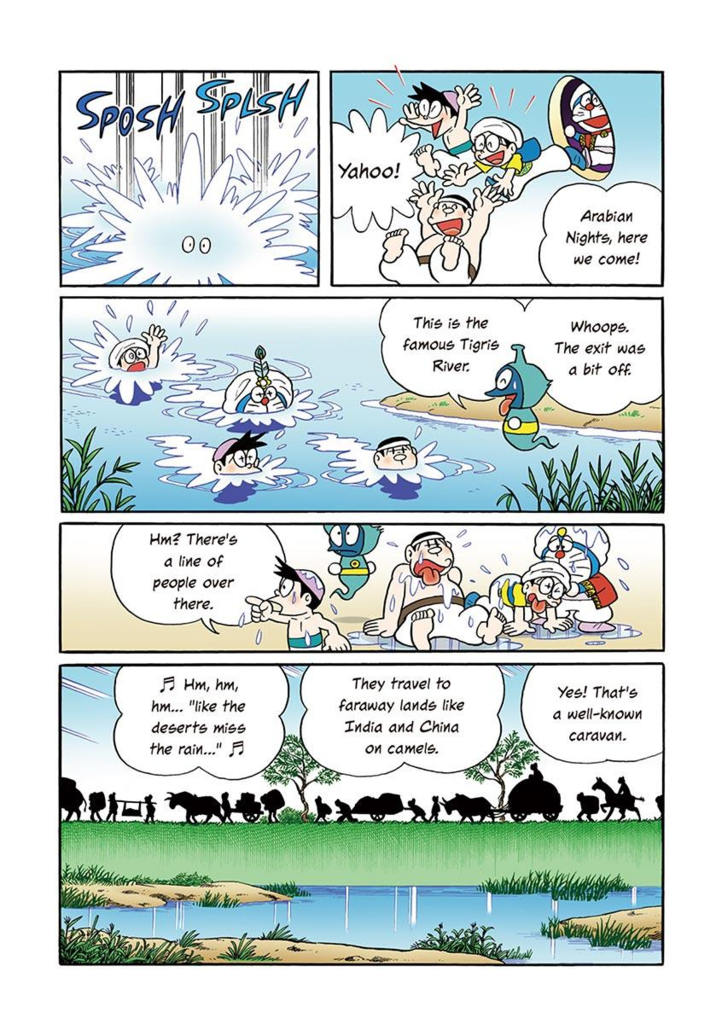 Arabian
Nights, here
we come!
Yahoo!
SPLSH
SPOSH
Whoops.
The exit was
a bit off.
This is the
famous Tigris
River.
Hm? There's
a line of
people over
there.
Yes! That's
a well-known
caravan.
They travel to
faraway lands like
India and China
on camels.
♫ Hm, hm,
hm... "like the
deserts miss
the rain..." ♫